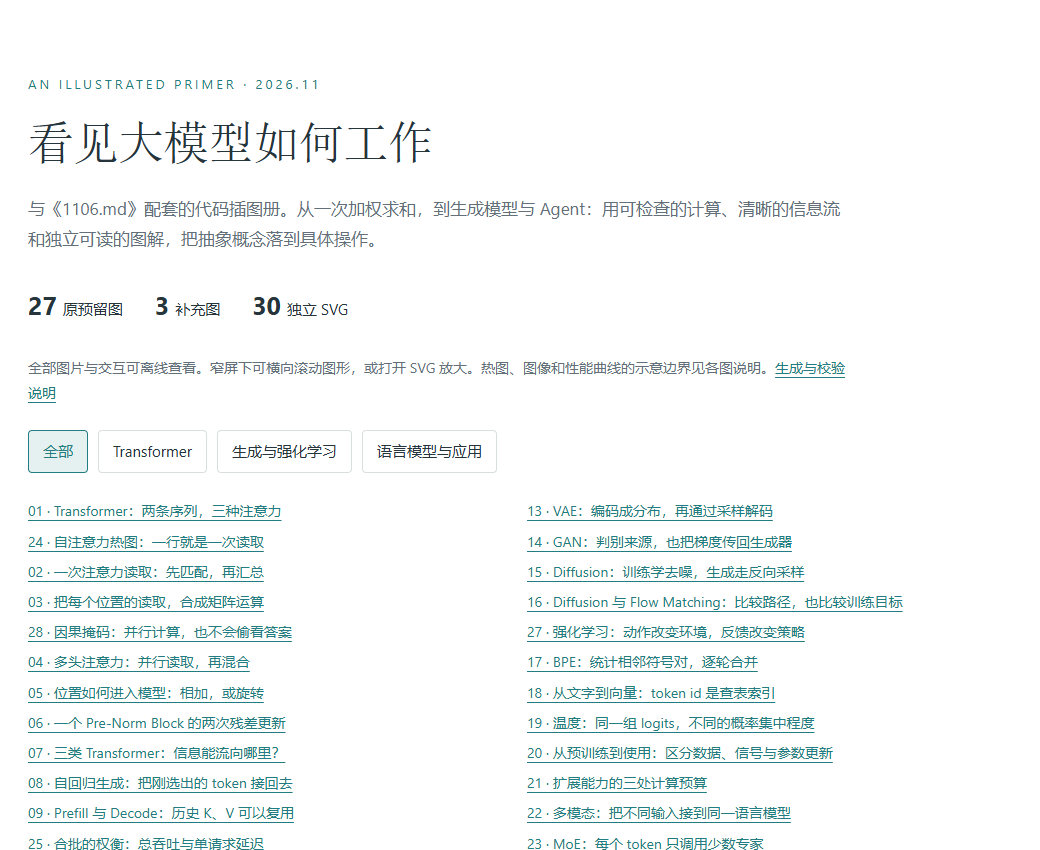 AN ILLUSTRATED PRIMER · 2026.11
看见大模型如何工作
与《1106.md》配套的代码插图册。从一次加权求和，到生成模型与 Agent：用可检查的计算、清晰的信息流
和独立可读的图解，把抽象概念落到具体操作。
27 原预留图 3 补充图 30 独立 SVG
全部图片与交互可离线查看。窄屏下可横向滚动图形，或打开 SVG 放大。热图、图像和性能曲线的示意边界见各图说明。生成与校验
说明
全部 Transformer 生成与强化学习 语言模型与应用
01 · Transformer：两条序列，三种注意力
24 · 自注意力热图：一行就是一次读取
02 · 一次注意力读取：先匹配，再汇总
03 · 把每个位置的读取，合成矩阵运算
28 · 因果掩码：并行计算，也不会偷看答案
04 · 多头注意力：并行读取，再混合
05 · 位置如何进入模型：相加，或旋转
06 · 一个 Pre-Norm Block 的两次残差更新
07 · 三类 Transformer：信息能流向哪里？
08 · 自回归生成：把刚选出的 token 接回去
09 · Prefill 与 Decode：历史 K、V 可以复用
25 · 合批的权衡：总吞吐与单请求延迟
13 · VAE：编码成分布，再通过采样解码
14 · GAN：判别来源，也把梯度传回生成器
15 · Diffusion：训练学去噪，生成走反向采样
16 · Diffusion 与 Flow Matching：比较路径，也比较训练目标
27 · 强化学习：动作改变环境，反馈改变策略
17 · BPE：统计相邻符号对，逐轮合并
18 · 从文字到向量：token id 是查表索引
19 · 温度：同一组 logits，不同的概率集中程度
20 · 从预训练到使用：区分数据、信号与参数更新
21 · 扩展能力的三处计算预算
22 · 多模态：把不同输入接到同一语言模型
23 · MoE：每个 token 只调用少数专家